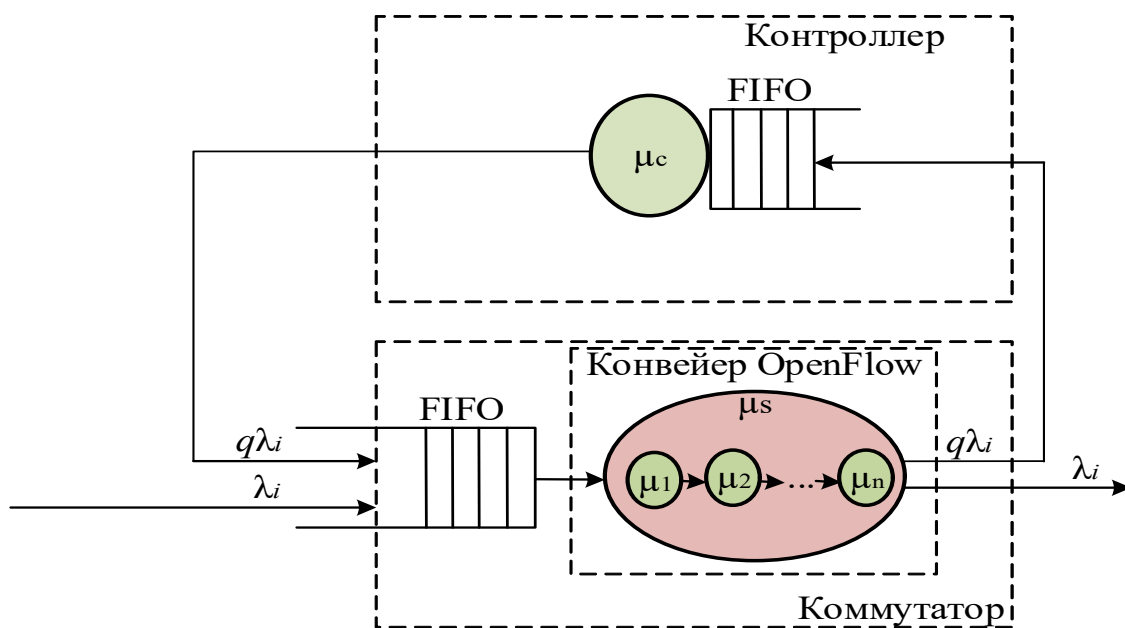 Контроллер
FIFO
μc
Конвейер OpenFlow
FIFO
μs
qλi
qλi
λi
μ1
μ2
...
μn
λi
Коммутатор